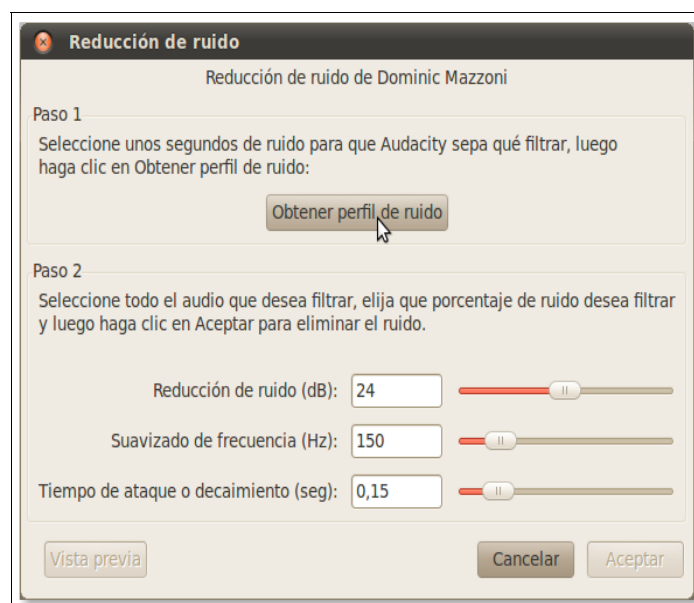 Reducción de ruido
Reducción de ruido de Dominic Mazzoni
Paso 1
Seleccione unos segundos de ruido para que Audacity sepa qué filtrar, luego
haga clic en Obtener perfil de ruido:
Obtener perfil de ruido
Paso 2
Seleccione todo el audio que desea filtrar, elija que porcentaje de ruido desea filtrar
y luego haga clic en Aceptar para eliminar el ruido.
Reducción de ruido (dB): 24
Suavizado de frecuencia (Hz): 150
Tiempo de ataque o decaimiento (seg): 0,15
Vista previa Cancelar Aceptar